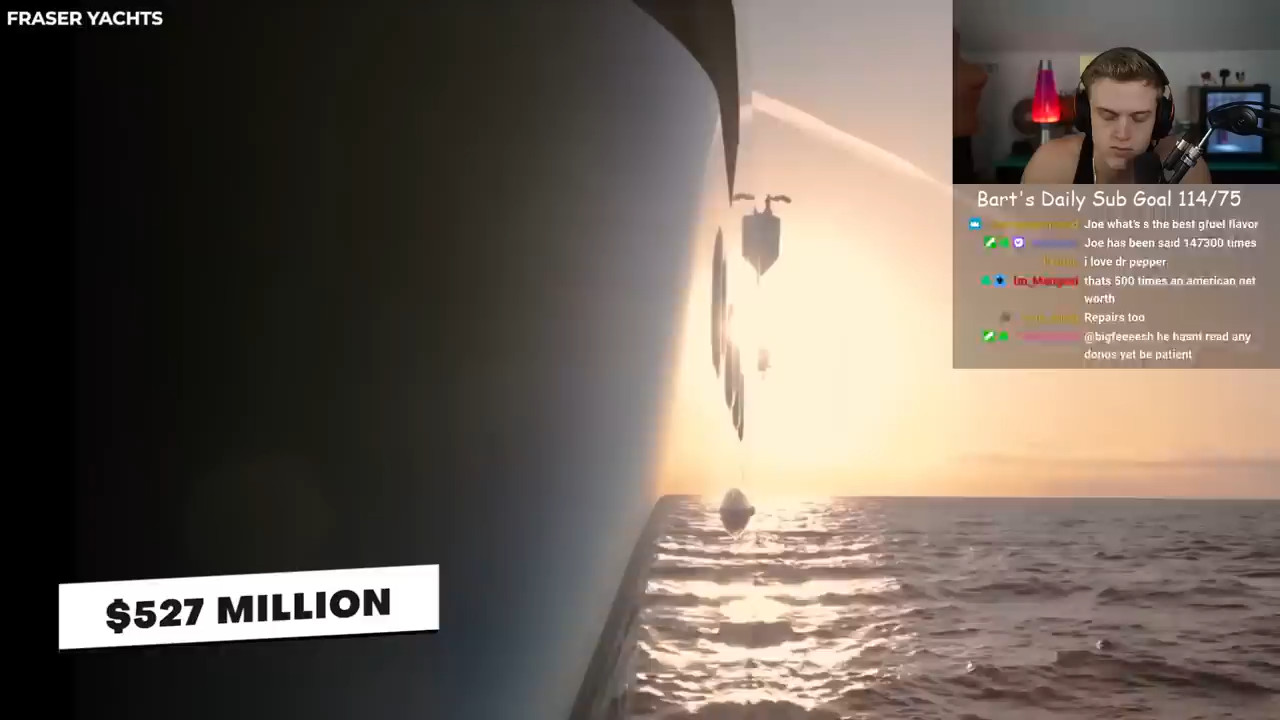 FRASER YACHTS
Bart's Daily Sub Goal 114/75
Joe what's s the best gfuel flavor
Joe has been said 147300 times
i love dr pepper
thats 500 times an american net
worth
Repairs too
@bigfeeeesh he hasnt read any
donos yet be patient
$527 MILLION